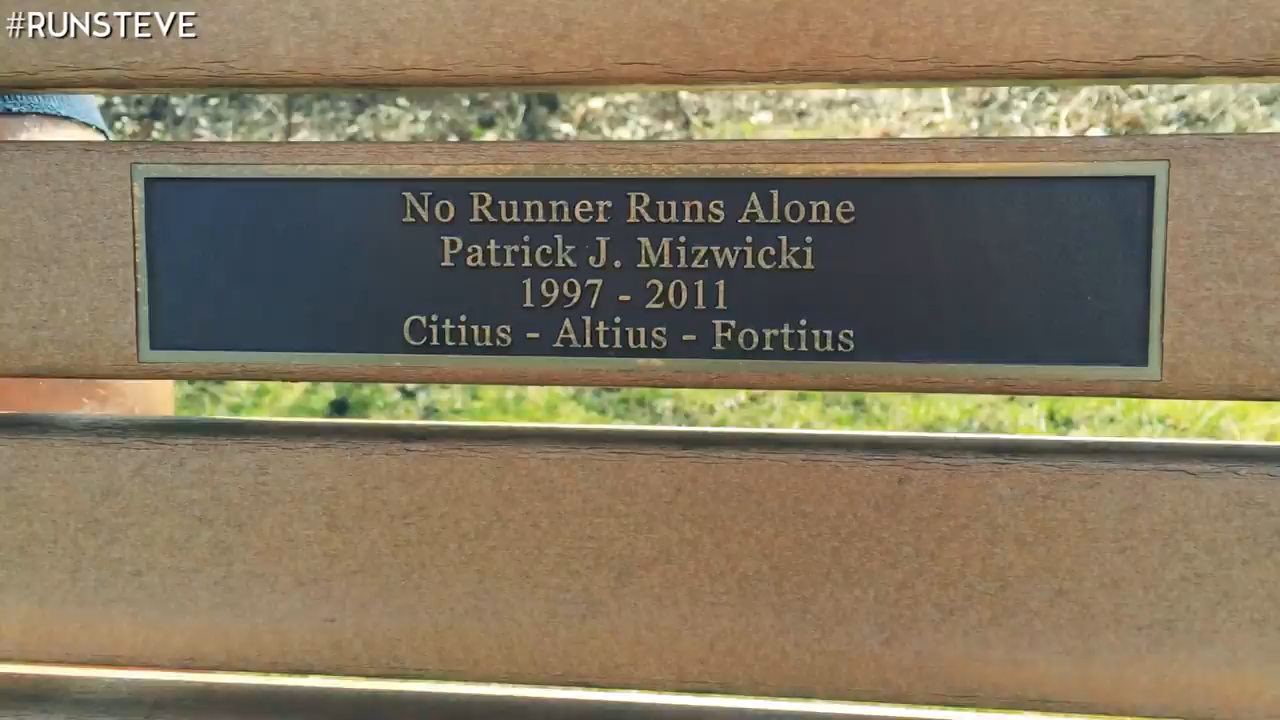 #RUNSTEVE
No Runner Runs Alone
Patrick J. Mizwicki
1997 - 2011
Citius - Altius - Fortius